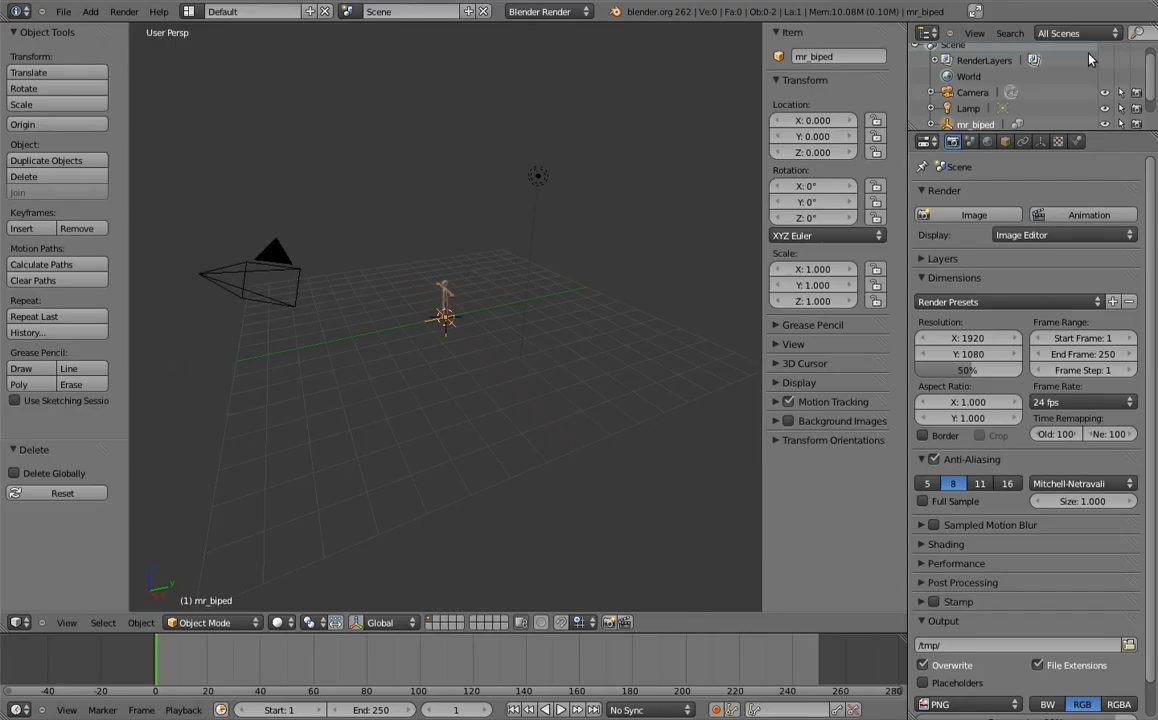 File Add Render Help Default Scene Blender Render blender.org 262 | Ve:0 | Fa:0 | Ob:0-2 | La:1 | Mem:10.08M (0.10M) | mr_biped
Object Tools
Transform:
Translate
Rotate
Scale
Origin
Object:
Duplicate Objects
Delete
Join
Keyframes:
Insert Remove
Motion Paths:
Calculate Paths
Clear Paths
Repeat:
Repeat Last
History...
Grease Pencil:
Draw Line
Poly Erase
Use Sketching Sessio
Delete
Delete Globally
Reset
User Persp
(1) mr_biped
Item
mr_biped
Transform
Location:
X: 0.000
Y: 0.000
Z: 0.000
Rotation:
X: 0°
Y: 0°
Z: 0°
XYZ Euler
Scale:
X: 1.000
Y: 1.000
Z: 1.000
Grease Pencil
View
3D Cursor
Display
Motion Tracking
Background Images
Transform Orientations
View Search All Scenes
Scene
RenderLayers
World
Camera
Lamp
mr_biped
Scene
Render
Image Animation
Display: Image Editor
Layers
Dimensions
Render Presets
Resolution: Frame Range:
X: 1920 Start Frame: 1
Y: 1080 End Frame: 250
50% Frame Step: 1
Aspect Ratio: Frame Rate:
X: 1.000 24 fps
Y: 1.000 Time Remapping:
Border Crop Old: 100 Ne: 100
Anti-Aliasing
5 8 11 16 Mitchell-Netravali
Full Sample Size: 1.000
Sampled Motion Blur
Shading
Performance
Post Processing
Stamp
Output
/tmp/
Overwrite File Extensions
Placeholders
PNG BW RGB RGBA
View Select Object Object Mode Global
-40 -20 0 20 40 60 80 100 120 140 160 180 200 220 240 260 280
View Marker Frame Playback Start: 1 End: 250 1 No Sync